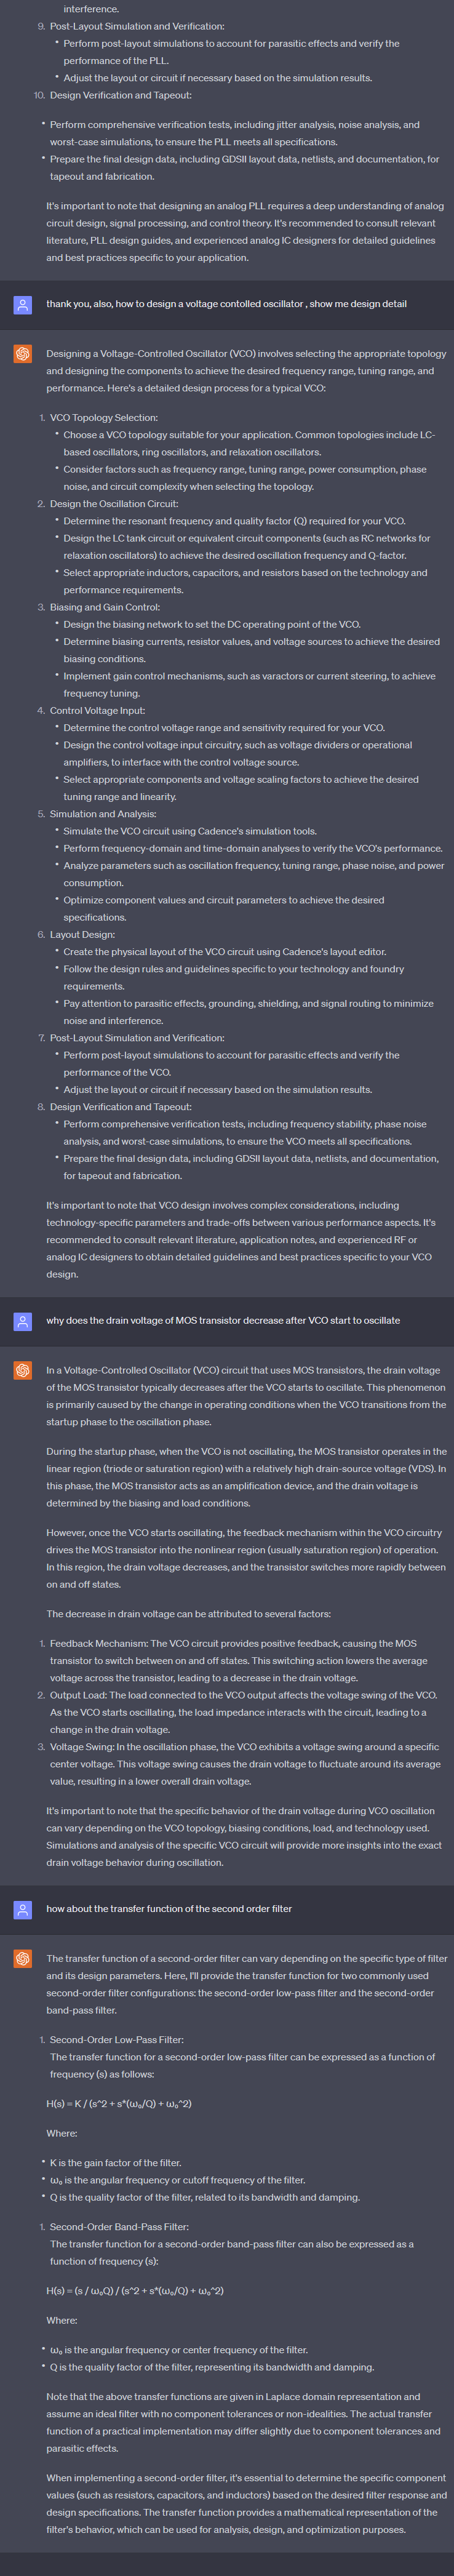 interference.
9. Post-Layout Simulation and Verification:
• Perform post-layout simulations to account for parasitic effects and verify the
performance of the PLL.
• Adjust the layout or circuit if necessary based on the simulation results.
10. Design Verification and Tapeout:
• Perform comprehensive verification tests, including jitter analysis, noise analysis, and
worst-case simulations, to ensure the PLL meets all specifications.
• Prepare the final design data, including GDSII layout data, netlists, and documentation, for
tapeout and fabrication.
It's important to note that designing an analog PLL requires a deep understanding of analog
circuit design, signal processing, and control theory. It's recommended to consult relevant
literature, PLL design guides, and experienced analog IC designers for detailed guidelines
and best practices specific to your application.
thank you, also, how to design a voltage contolled oscillator , show me design detail
Designing a Voltage-Controlled Oscillator (VCO) involves selecting the appropriate topology
and designing the components to achieve the desired frequency range, tuning range, and
performance. Here's a detailed design process for a typical VCO:
1. VCO Topology Selection:
• Choose a VCO topology suitable for your application. Common topologies include LC-
based oscillators, ring oscillators, and relaxation oscillators.
• Consider factors such as frequency range, tuning range, power consumption, phase
noise, and circuit complexity when selecting the topology.
2. Design the Oscillation Circuit:
• Determine the resonant frequency and quality factor (Q) required for your VCO.
• Design the LC tank circuit or equivalent circuit components (such as RC networks for
relaxation oscillators) to achieve the desired oscillation frequency and Q-factor.
• Select appropriate inductors, capacitors, and resistors based on the technology and
performance requirements.
3. Biasing and Gain Control:
• Design the biasing network to set the DC operating point of the VCO.
• Determine biasing currents, resistor values, and voltage sources to achieve the desired
biasing conditions.
• Implement gain control mechanisms, such as varactors or current steering, to achieve
frequency tuning.
4. Control Voltage Input:
• Determine the control voltage range and sensitivity required for your VCO.
• Design the control voltage input circuitry, such as voltage dividers or operational
amplifiers, to interface with the control voltage source.
• Select appropriate components and voltage scaling factors to achieve the desired
tuning range and linearity.
5. Simulation and Analysis:
• Simulate the VCO circuit using Cadence's simulation tools.
• Perform frequency-domain and time-domain analyses to verify the VCO's performance.
• Analyze parameters such as oscillation frequency, tuning range, phase noise, and power
consumption.
• Optimize component values and circuit parameters to achieve the desired
specifications.
6. Layout Design:
• Create the physical layout of the VCO circuit using Cadence's layout editor.
• Follow the design rules and guidelines specific to your technology and foundry
requirements.
• Pay attention to parasitic effects, grounding, shielding, and signal routing to minimize
noise and interference.
7. Post-Layout Simulation and Verification:
• Perform post-layout simulations to account for parasitic effects and verify the
performance of the VCO.
• Adjust the layout or circuit if necessary based on the simulation results.
8. Design Verification and Tapeout:
• Perform comprehensive verification tests, including frequency stability, phase noise
analysis, and worst-case simulations, to ensure the VCO meets all specifications.
• Prepare the final design data, including GDSII layout data, netlists, and documentation,
for tapeout and fabrication.
It's important to note that VCO design involves complex considerations, including
technology-specific parameters and trade-offs between various performance aspects. It's
recommended to consult relevant literature, application notes, and experienced RF or
analog IC designers to obtain detailed guidelines and best practices specific to your VCO
design.
why does the drain voltage of MOS transistor decrease after VCO start to oscillate
In a Voltage-Controlled Oscillator (VCO) circuit that uses MOS transistors, the drain voltage
of the MOS transistor typically decreases after the VCO starts to oscillate. This phenomenon
is primarily caused by the change in operating conditions when the VCO transitions from the
startup phase to the oscillation phase.
During the startup phase, when the VCO is not oscillating, the MOS transistor operates in the
linear region (triode or saturation region) with a relatively high drain-source voltage (VDS). In
this phase, the MOS transistor acts as an amplification device, and the drain voltage is
determined by the biasing and load conditions.
However, once the VCO starts oscillating, the feedback mechanism within the VCO circuitry
drives the MOS transistor into the nonlinear region (usually saturation region) of operation.
In this region, the drain voltage decreases, and the transistor switches more rapidly between
on and off states.
The decrease in drain voltage can be attributed to several factors:
1. Feedback Mechanism: The VCO circuit provides positive feedback, causing the MOS
transistor to switch between on and off states. This switching action lowers the average
voltage across the transistor, leading to a decrease in the drain voltage.
2. Output Load: The load connected to the VCO output affects the voltage swing of the VCO.
As the VCO starts oscillating, the load impedance interacts with the circuit, leading to a
change in the drain voltage.
3. Voltage Swing: In the oscillation phase, the VCO exhibits a voltage swing around a specific
center voltage. This voltage swing causes the drain voltage to fluctuate around its average
value, resulting in a lower overall drain voltage.
It's important to note that the specific behavior of the drain voltage during VCO oscillation
can vary depending on the VCO topology, biasing conditions, load, and technology used.
Simulations and analysis of the specific VCO circuit will provide more insights into the exact
drain voltage behavior during oscillation.
how about the transfer function of the second order filter
The transfer function of a second-order filter can vary depending on the specific type of filter
and its design parameters. Here, I'll provide the transfer function for two commonly used
second-order filter configurations: the second-order low-pass filter and the second-order
band-pass filter.
1. Second-Order Low-Pass Filter:
The transfer function for a second-order low-pass filter can be expressed as a function of
frequency (s) as follows:
H(s) = K / (s^2 + s*(ω₀/Q) + ω₀^2)
Where:
• K is the gain factor of the filter.
• ω₀ is the angular frequency or cutoff frequency of the filter.
• Q is the quality factor of the filter, related to its bandwidth and damping.
1. Second-Order Band-Pass Filter:
The transfer function for a second-order band-pass filter can also be expressed as a
function of frequency (s):
H(s) = (s / ω₀Q) / (s^2 + s*(ω₀/Q) + ω₀^2)
Where:
• ω₀ is the angular frequency or center frequency of the filter.
• Q is the quality factor of the filter, representing its bandwidth and damping.
Note that the above transfer functions are given in Laplace domain representation and
assume an ideal filter with no component tolerances or non-idealities. The actual transfer
function of a practical implementation may differ slightly due to component tolerances and
parasitic effects.
When implementing a second-order filter, it's essential to determine the specific component
values (such as resistors, capacitors, and inductors) based on the desired filter response and
design specifications. The transfer function provides a mathematical representation of the
filter's behavior, which can be used for analysis, design, and optimization purposes.